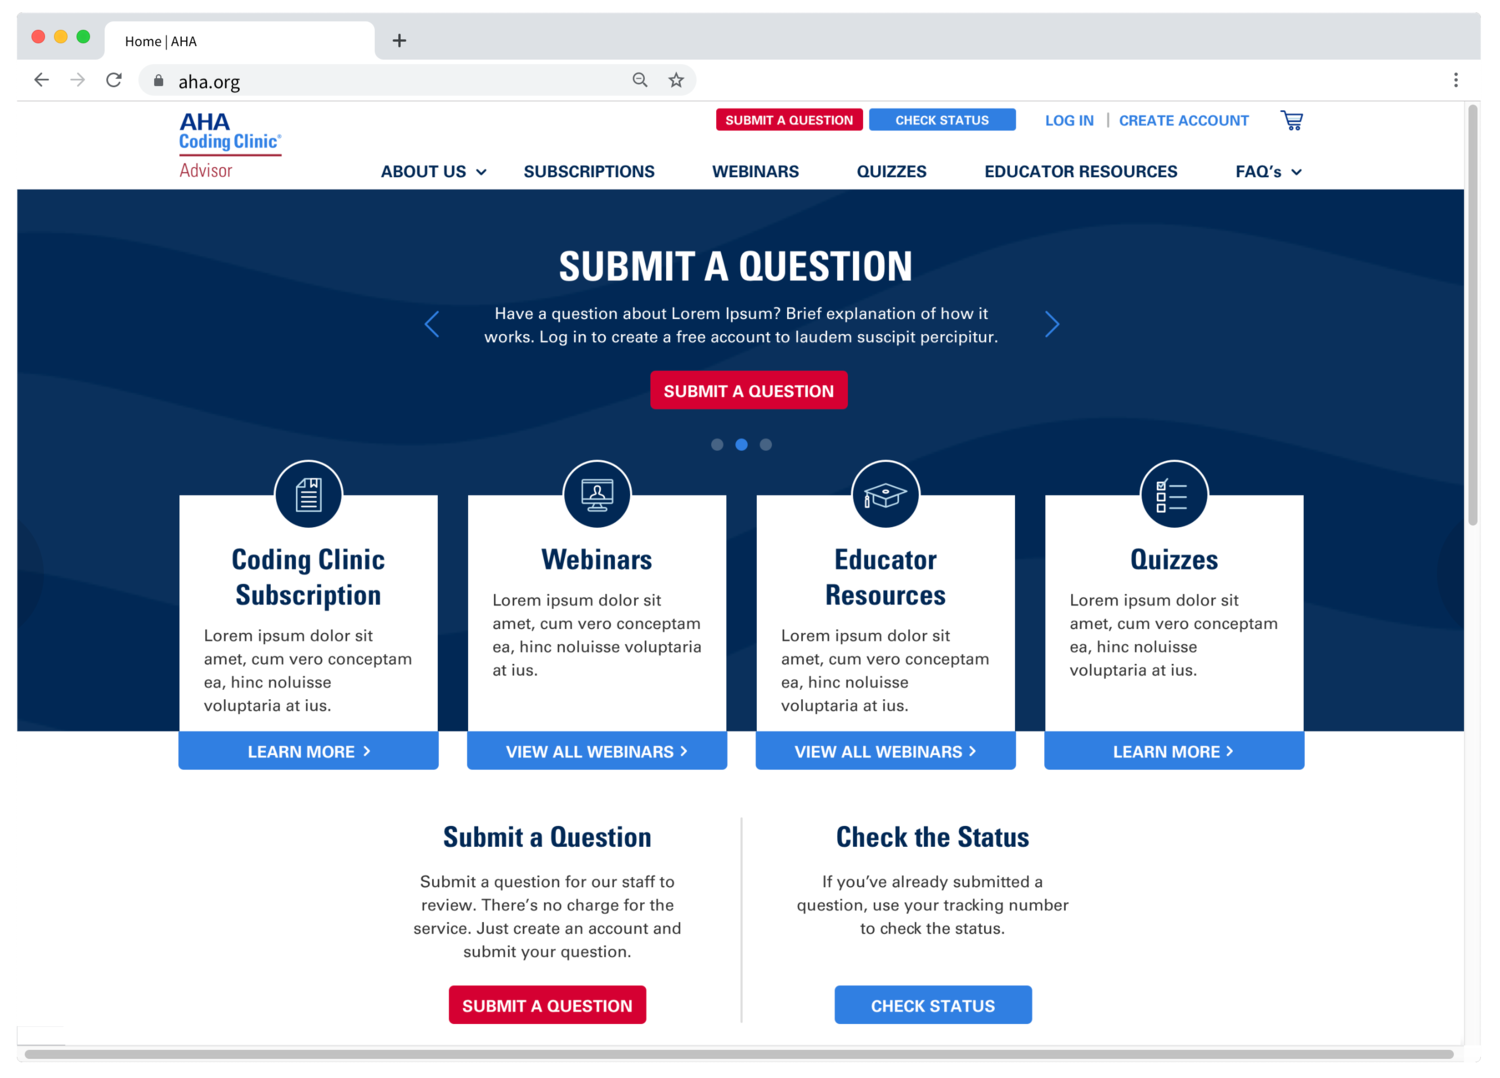 Home | AHA
aha.org
AHA
Coding Clinic®
Advisor
SUBMIT A QUESTION
CHECK STATUS
LOG IN | CREATE ACCOUNT
ABOUT US
SUBSCRIPTIONS
WEBINARS
QUIZZES
EDUCATOR RESOURCES
FAQ's
SUBMIT A QUESTION
Have a question about Lorem Ipsum? Brief explanation of how it
works. Log in to create a free account to laudem suscipit percipitur.
SUBMIT A QUESTION
Coding Clinic
Subscription
Lorem ipsum dolor sit
amet, cum vero conceptam
ea, hinc noluisse
voluptaria at ius.
LEARN MORE >
Webinars
Lorem ipsum dolor sit
amet, cum vero conceptam
ea, hinc noluisse voluptaria
at ius.
VIEW ALL WEBINARS >
Educator
Resources
Lorem ipsum dolor sit
amet, cum vero conceptam
ea, hinc noluisse
voluptaria at ius.
VIEW ALL WEBINARS >
Quizzes
Lorem ipsum dolor sit
amet, cum vero conceptam
ea, hinc noluisse
voluptaria at ius.
LEARN MORE >
Submit a Question
Submit a question for our staff to
review. There’s no charge for the
service. Just create an account and
submit your question.
SUBMIT A QUESTION
Check the Status
If you’ve already submitted a
question, use your tracking number
to check the status.
CHECK STATUS